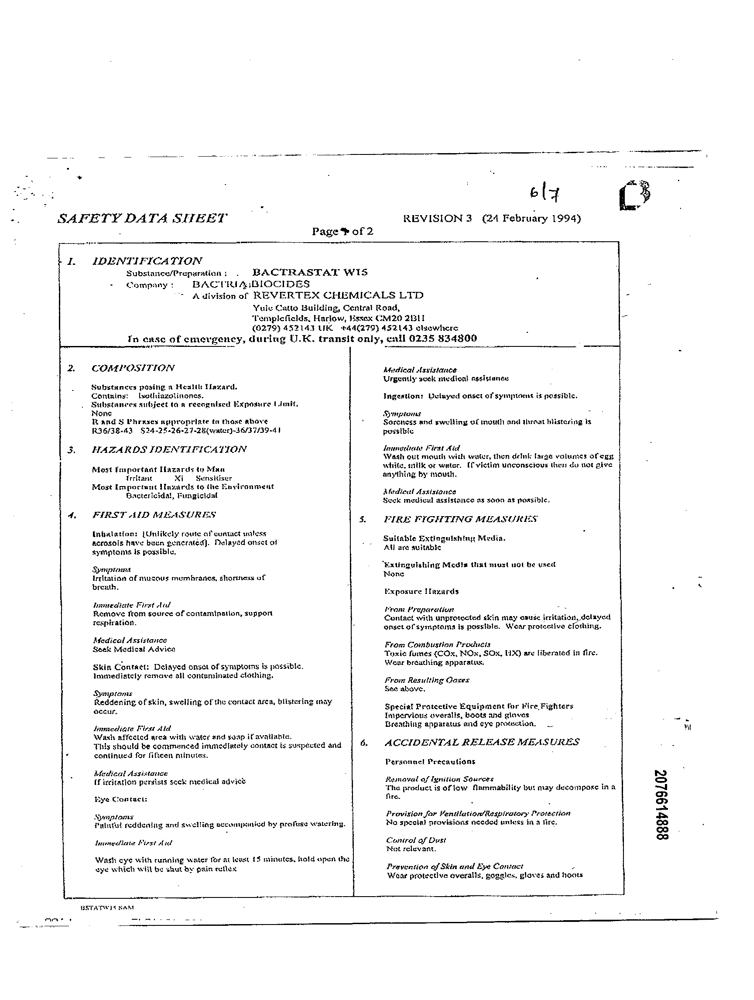 6/7
SAFETY DATA SHEET
REVISION 3 (24 February 1994)
Page of 2
1. IDENTIFICATION
Substance/Preparation : BACTRASTAT W15
Company : BACTRIA BIOCIDES
A division of REVERTEX CHEMICALS LTD
Yule Catto Building, Central Road,
Templefields, Harlow, Essex CM20 2BH
(0279) 452143 UK +44(279) 452143 elsewhere
In case of emergency, during U.K. transit only, call 0235 834800
2. COMPOSITION
Substances posing a Health Hazard.
Contains: Isothiazolinones.
Substances subject to a recognised Exposure Limit.
None
R and S Phrases appropriate to those above
R36/38-43 S24-25-26-27-28(water)-36/37/39-41
3. HAZARDS IDENTIFICATION
Most Important Hazards to Man
Irritant Xi Sensitiser
Most Important Hazards to the Environment
Bactericidal, Fungicidal
4. FIRST AID MEASURES
Inhalation: [Unlikely route of contact unless
aerosols have been generated]. Delayed onset of
symptoms is possible.
Symptoms
Irritation of mucous membranes, shortness of
breath.
Immediate First Aid
Remove from source of contamination, support
respiration.
Medical Assistance
Seek Medical Advice
Skin Contact: Delayed onset of symptoms is possible.
Immediately remove all contaminated clothing.
Symptoms
Reddening of skin, swelling of the contact area, blistering may
occur.
Immediate First Aid
Wash affected area with water and soap if available.
This should be commenced immediately contact is suspected and
continued for fifteen minutes.
Medical Assistance
If irritation persists seek medical advice
Eye Contact:
Symptoms
Painful reddening and swelling accompanied by profuse watering.
Immediate First Aid
Wash eye with running water for at least 15 minutes, hold open the
eye which will be shut by pain reflex
Medical Assistance
Urgently seek medical assistance
Ingestion: Delayed onset of symptoms is possible.
Symptoms
Soreness and swelling of mouth and throat blistering is
possible
Immediate First Aid
Wash out mouth with water, then drink large volumes of egg
white, milk or water. If victim unconscious then do not give
anything by mouth.
Medical Assistance
Seek medical assistance as soon as possible.
5. FIRE FIGHTING MEASURES
Suitable Extinguishing Media.
All are suitable
Extinguishing Media that must not be used
None
Exposure Hazards
From Preparation
Contact with unprotected skin may cause irritation, delayed
onset of symptoms is possible. Wear protective clothing.
From Combustion Products
Toxic fumes (COx, NOx, SOx, HX) are liberated in fire.
Wear breathing apparatus.
From Resulting Gases
See above.
Special Protective Equipment for Fire Fighters
Impervious overalls, boots and gloves
Breathing apparatus and eye protection.
6. ACCIDENTAL RELEASE MEASURES
Personnel Precautions
Removal of Ignition Sources
The product is of low flammability but may decompose in a
fire.
Provision for Ventilation/Respiratory Protection
No special provisions needed unless in a fire.
Control of Dust
Not relevant.
Prevention of Skin and Eye Contact
Wear protective overalls, goggles, gloves and boots
BSTATW15 SAM
2076614888